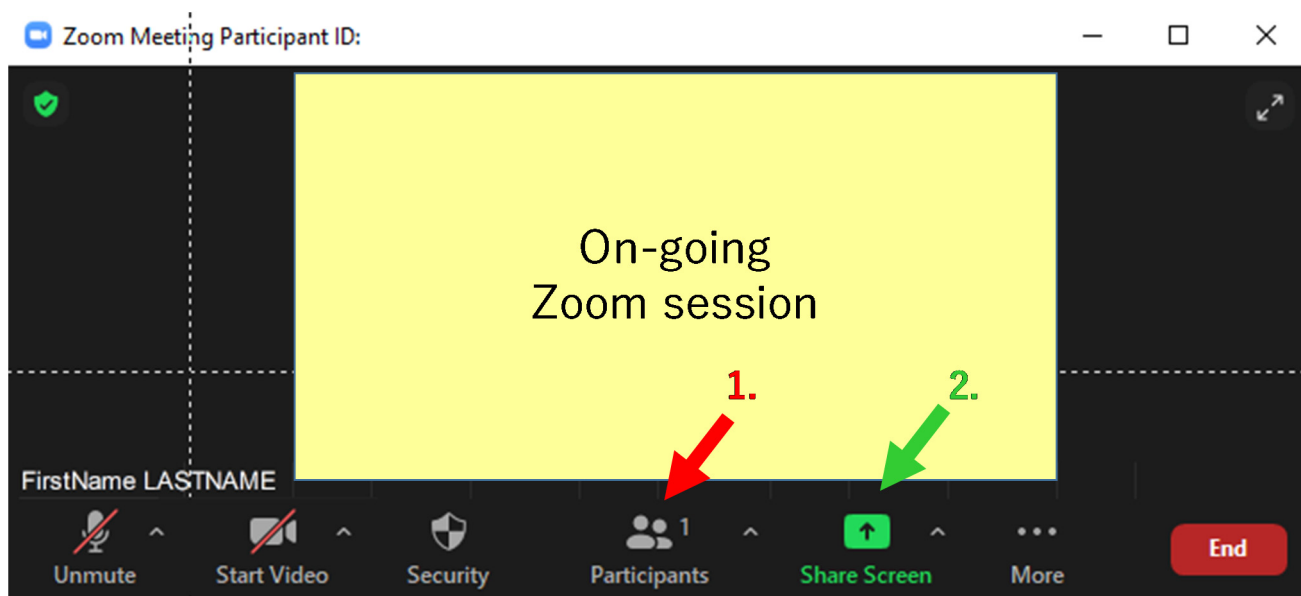 Zoom Meeting Participant ID:
On-going
Zoom session
1.
2.
FirstName LASTNAME
1
Unmute
Start Video
Security
Participants
Share Screen
More
End